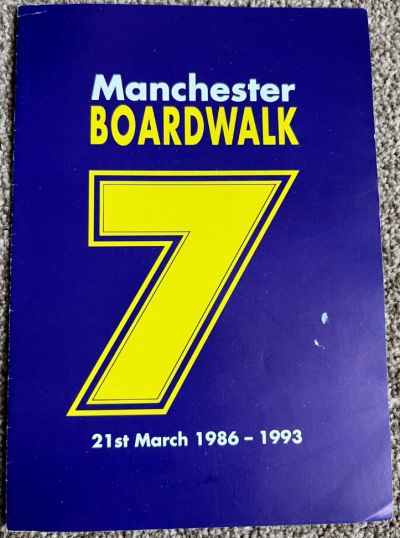 Manchester
BOARDWALK
7
21st March 1986 – 1993